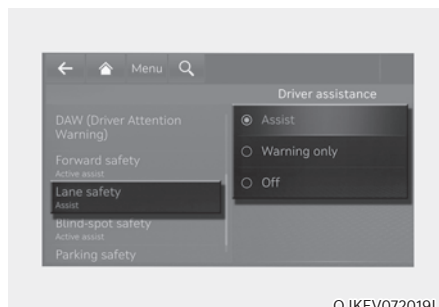 Menu
Driver assistance
DAW (Driver Attention
Warning)
Forward safety
Active assist
Lane safety
Assist
Blind-spot safety
Active assist
Parking safety
Assist
Warning only
Off